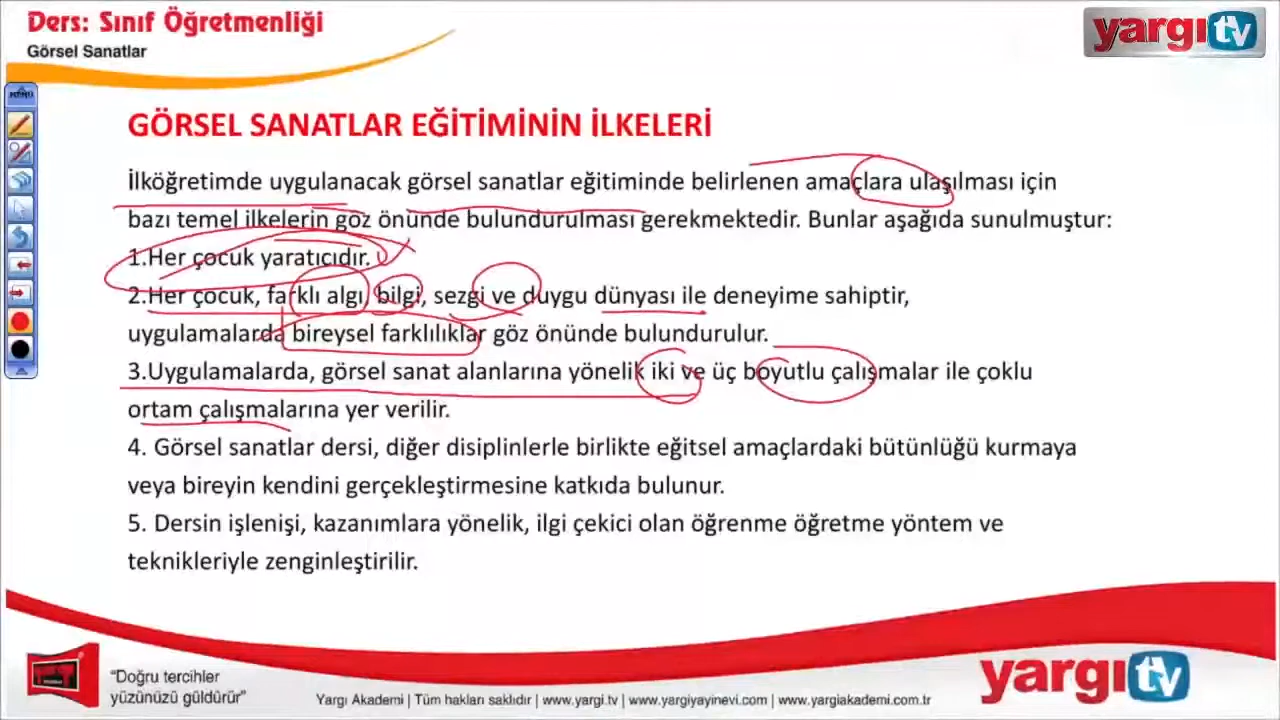 Ders: Sınıf Öğretmenliği
Görsel Sanatlar
yargı tv
GÖRSEL SANATLAR EĞİTİMİNİN İLKELERİ
İlköğretimde uygulanacak görsel sanatlar eğitiminde belirlenen amaçlara ulaşılması için
bazı temel ilkelerin göz önünde bulundurulması gerekmektedir. Bunlar aşağıda sunulmuştur:
1.Her çocuk yaratıcıdır.
2.Her çocuk, farklı algı, bilgi, sezgi ve duygu dünyası ile deneyime sahiptir,
uygulamalarda bireysel farklılıklar göz önünde bulundurulur.
3.Uygulamalarda, görsel sanat alanlarına yönelik iki ve üç boyutlu çalışmalar ile çoklu
ortam çalışmalarına yer verilir.
4. Görsel sanatlar dersi, diğer disiplinlerle birlikte eğitsel amaçlardaki bütünlüğü kurmaya
veya bireyin kendini gerçekleştirmesine katkıda bulunur.
5. Dersin işlenişi, kazanımlara yönelik, ilgi çekici olan öğrenme öğretme yöntem ve
teknikleriyle zenginleştirilir.
"Doğru tercihler
yüzünüzü güldürür"
Yargı Akademi | Tüm hakları saklıdır | www.yargi.tv | www.yargiyayinevi.com | www.yargiakademi.com.tr
yargı tv